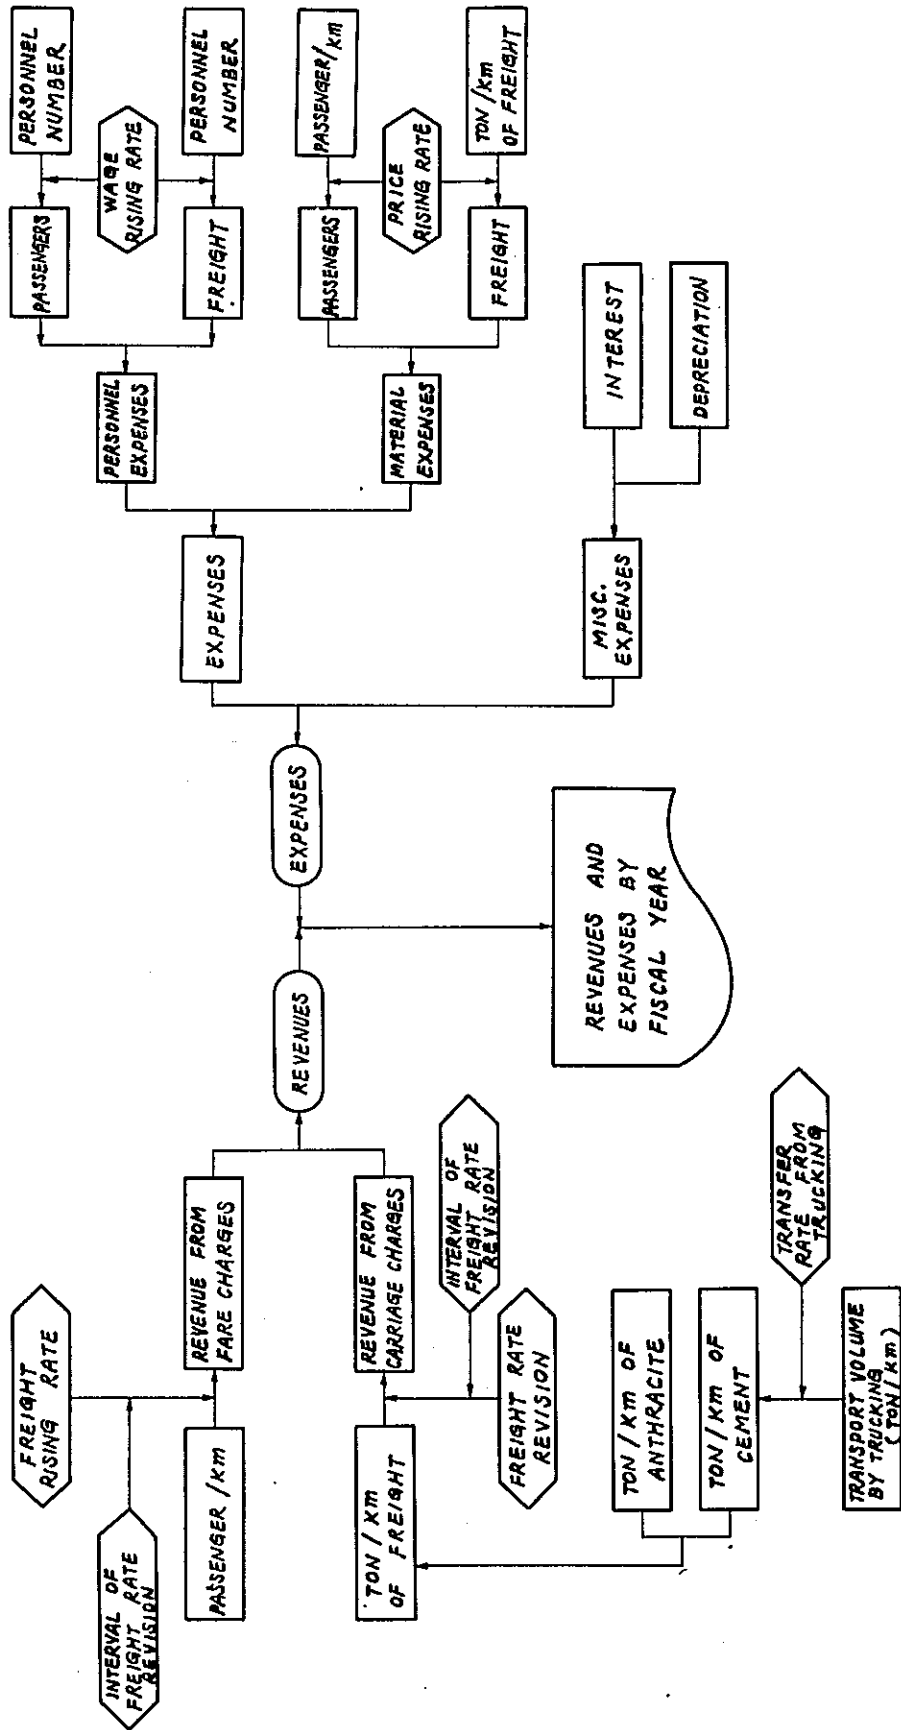 FREIGHT
RISING RATE
INTERVAL OF
FREIGHT RATE
REVISION
PASSENGER / KM
REVENUE FROM
FARE CHARGES
TON / KM
OF FREIGHT
REVENUE FROM
CARRIAGE CHARGES
INTERVAL OF
FREIGHT RATE
REVISION
FREIGHT RATE
REVISION
TON / KM OF
ANTHRACITE
TON / KM OF
CEMENT
TRANSFER
RATE FROM
TRUCKING
TRANSPORT VOLUME
BY TRUCKING
(TON / KM)
REVENUES
EXPENSES
REVENUES AND
EXPENSES BY
FISCAL YEAR
EXPENSES
MISC.
EXPENSES
PERSONNEL
EXPENSES
MATERIAL
EXPENSES
INTEREST
DEPRECIATION
PASSENGERS
FREIGHT
WAGE
RISING RATE
PERSONNEL
NUMBER
PERSONNEL
NUMBER
PASSENGERS
FREIGHT
PRICE
RISING RATE
PASSENGER / KM
TON / KM
OF FREIGHT